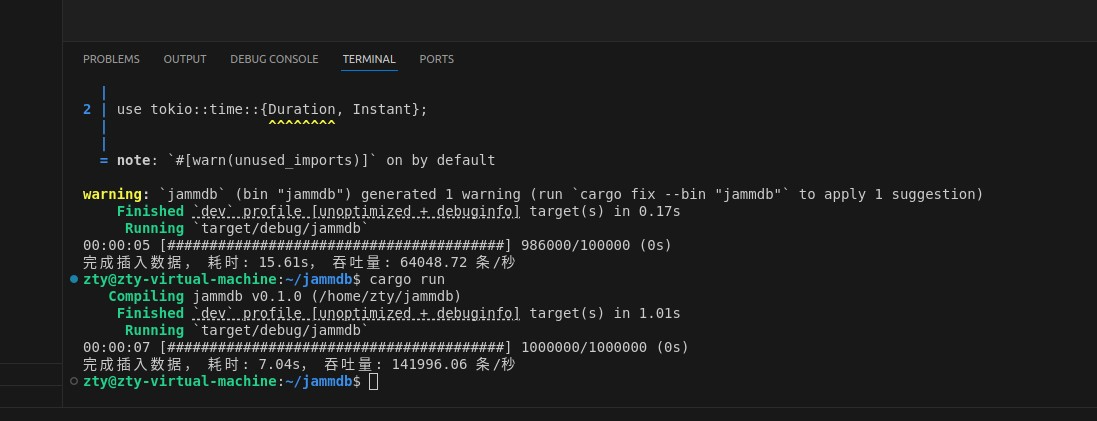 PROBLEMS OUTPUT DEBUG CONSOLE TERMINAL PORTS
|
2 | use tokio::time::{Duration, Instant};
| ^^^^^^^^
|
= note: `#[warn(unused_imports)]` on by default
warning: `jammdb` (bin "jammdb") generated 1 warning (run `cargo fix --bin "jammdb"` to apply 1 suggestion)
Finished `dev` profile [unoptimized + debuginfo] target(s) in 0.17s
Running `target/debug/jammdb`
00:00:05 [########################################] 986000/100000 (0s)
完成插入数据, 耗时: 15.61s, 吞吐量: 64048.72 条/秒
zty@zty-virtual-machine:~/jammdb$ cargo run
Compiling jammdb v0.1.0 (/home/zty/jammdb)
Finished `dev` profile [unoptimized + debuginfo] target(s) in 1.01s
Running `target/debug/jammdb`
00:00:07 [########################################] 1000000/1000000 (0s)
完成插入数据, 耗时: 7.04s, 吞吐量: 141996.06 条/秒
zty@zty-virtual-machine:~/jammdb$